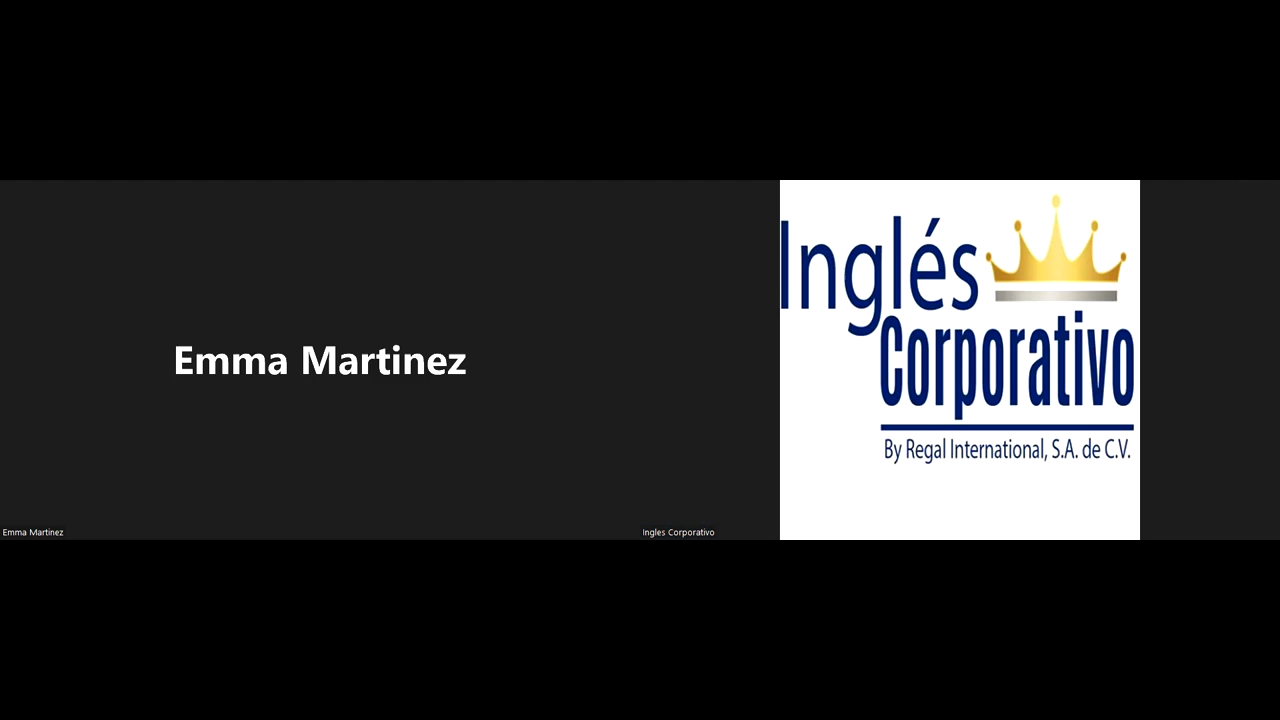 Emma Martinez
Inglés
Corporativo
By Regal International, S.A. de C.V.
Emma Martinez
Ingles Corporativo